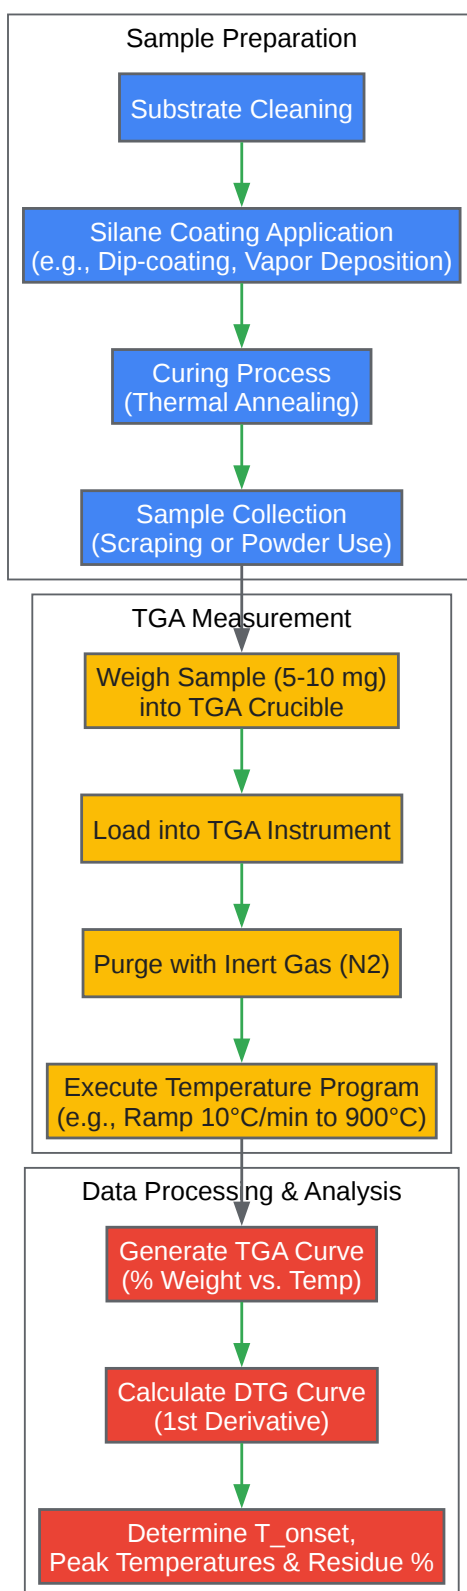 Sample Preparation
Substrate Cleaning
Silane Coating Application
(e.g., Dip-coating, Vapor Deposition)
Curing Process
(Thermal Annealing)
Sample Collection
(Scraping or Powder Use)
TGA Measurement
Weigh Sample (5-10 mg)
into TGA Crucible
Load into TGA Instrument
Purge with Inert Gas (N2)
Execute Temperature Program
(e.g., Ramp 10°C/min to 900°C)
Data Processing & Analysis
Generate TGA Curve
(% Weight vs. Temp)
Calculate DTG Curve
(1st Derivative)
Determine T_onset,
Peak Temperatures & Residue %